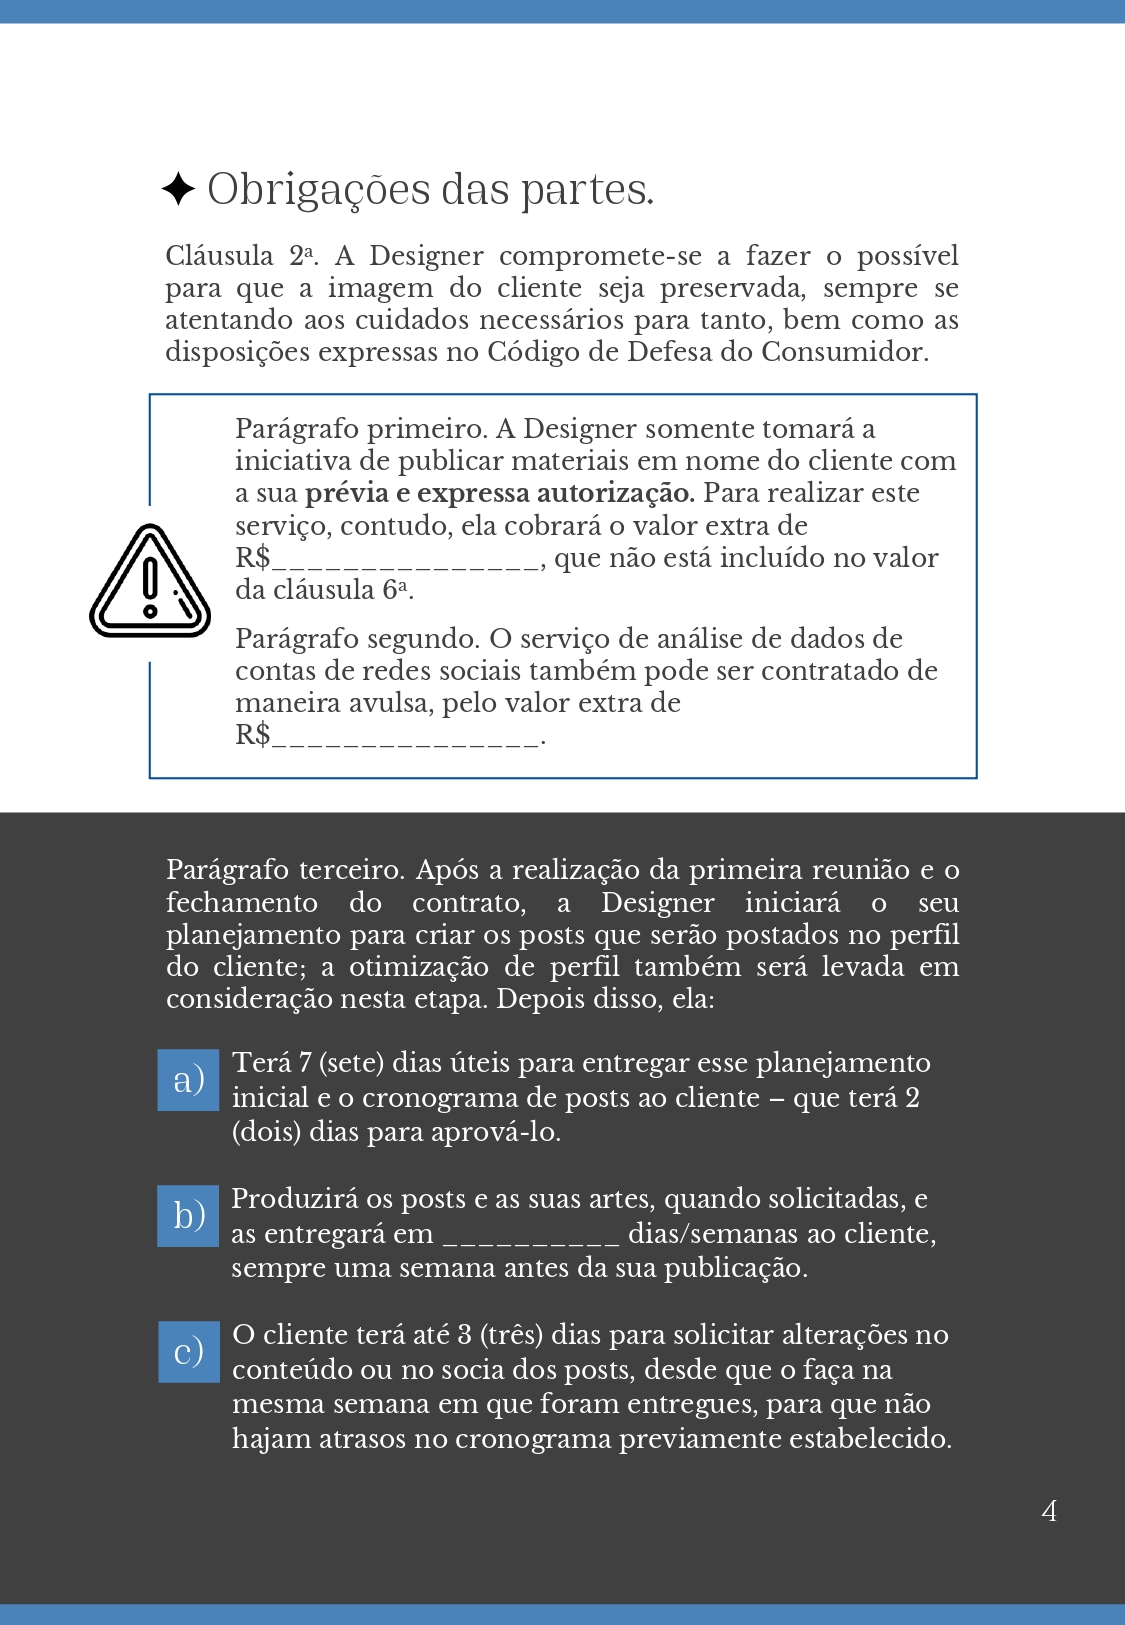 Obrigações das partes.
Cláusula 2ª. A Designer compromete-se a fazer o possível
para que a imagem do cliente seja preservada, sempre se
atentando aos cuidados necessários para tanto, bem como as
disposições expressas no Código de Defesa do Consumidor.
Parágrafo primeiro. A Designer somente tomará a
iniciativa de publicar materiais em nome do cliente com
a sua prévia e expressa autorização. Para realizar este
serviço, contudo, ela cobrará o valor extra de
R$_______________, que não está incluído no valor
da cláusula 6ª.
Parágrafo segundo. O serviço de análise de dados de
contas de redes sociais também pode ser contratado de
maneira avulsa, pelo valor extra de
R$_______________.
Parágrafo terceiro. Após a realização da primeira reunião e o
fechamento do contrato, a Designer iniciará o seu
planejamento para criar os posts que serão postados no perfil
do cliente; a otimização de perfil também será levada em
consideração nesta etapa. Depois disso, ela:
a) Terá 7 (sete) dias úteis para entregar esse planejamento
inicial e o cronograma de posts ao cliente – que terá 2
(dois) dias para aprová-lo.
b) Produzirá os posts e as suas artes, quando solicitadas, e
as entregará em __________ dias/semanas ao cliente,
sempre uma semana antes da sua publicação.
c) O cliente terá até 3 (três) dias para solicitar alterações no
conteúdo ou no socia dos posts, desde que o faça na
mesma semana em que foram entregues, para que não
hajam atrasos no cronograma previamente estabelecido.
4